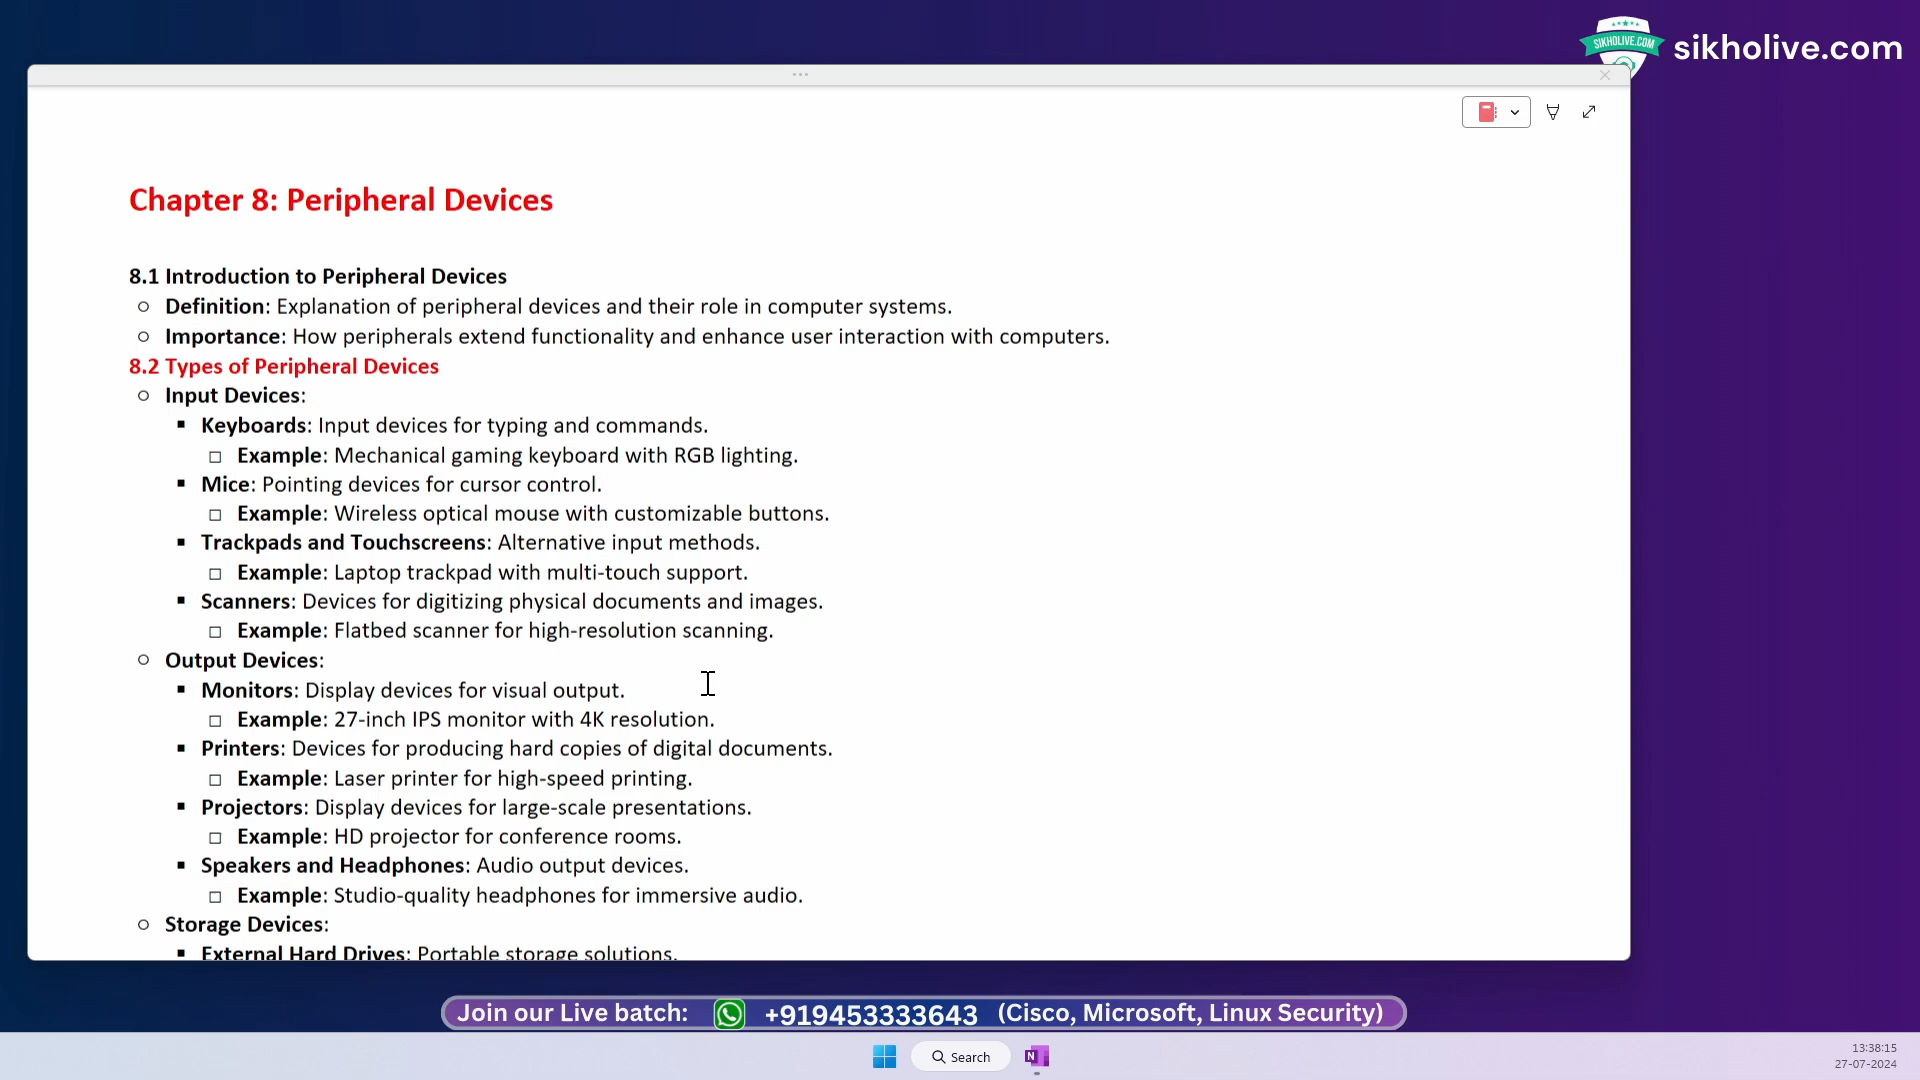 SIKHOLIVE.COM
sikholive.com
Chapter 8: Peripheral Devices
8.1 Introduction to Peripheral Devices
Definition: Explanation of peripheral devices and their role in computer systems.
Importance: How peripherals extend functionality and enhance user interaction with computers.
8.2 Types of Peripheral Devices
Input Devices:
Keyboards: Input devices for typing and commands.
Example: Mechanical gaming keyboard with RGB lighting.
Mice: Pointing devices for cursor control.
Example: Wireless optical mouse with customizable buttons.
Trackpads and Touchscreens: Alternative input methods.
Example: Laptop trackpad with multi-touch support.
Scanners: Devices for digitizing physical documents and images.
Example: Flatbed scanner for high-resolution scanning.
Output Devices:
Monitors: Display devices for visual output.
Example: 27-inch IPS monitor with 4K resolution.
Printers: Devices for producing hard copies of digital documents.
Example: Laser printer for high-speed printing.
Projectors: Display devices for large-scale presentations.
Example: HD projector for conference rooms.
Speakers and Headphones: Audio output devices.
Example: Studio-quality headphones for immersive audio.
Storage Devices:
External Hard Drives: Portable storage solutions.
Join our Live batch: +919453333643 (Cisco, Microsoft, Linux Security)
Search
N
13:38:15
27-07-2024